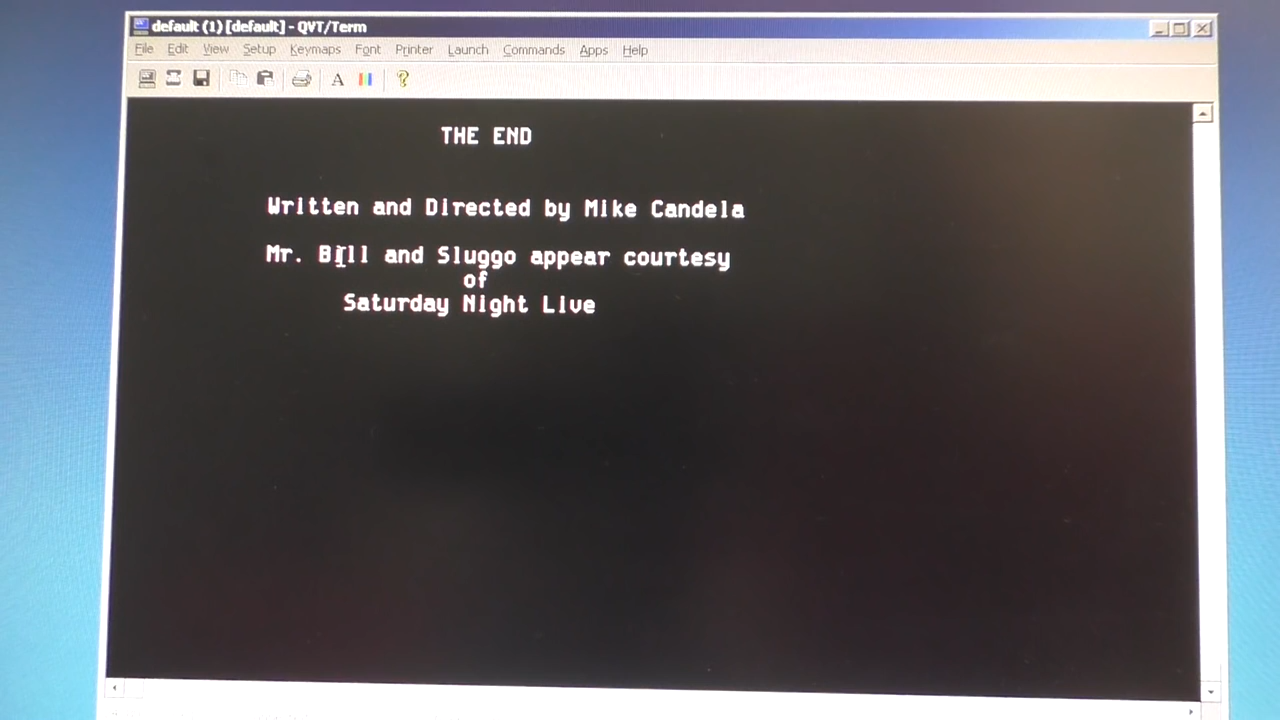 default (1) [default] - QVT/Term
File Edit View Setup Keymaps Font Printer Launch Commands Apps Help
A
?
THE END
Written and Directed by Mike Candela
Mr. Bill and Sluggo appear courtesy
of
Saturday Night Live